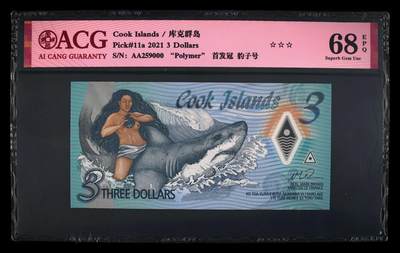 ACG
AI CANG GUARANTY
Cook Islands / 库克群岛
Pick#11a 2021 3 Dollars
S/N: AA259000 “Polymer” 首发冠 豹子号
☆☆☆
68 EPQ
Superb Gem Unc
Cook Islands
3
3 THREE DOLLARS